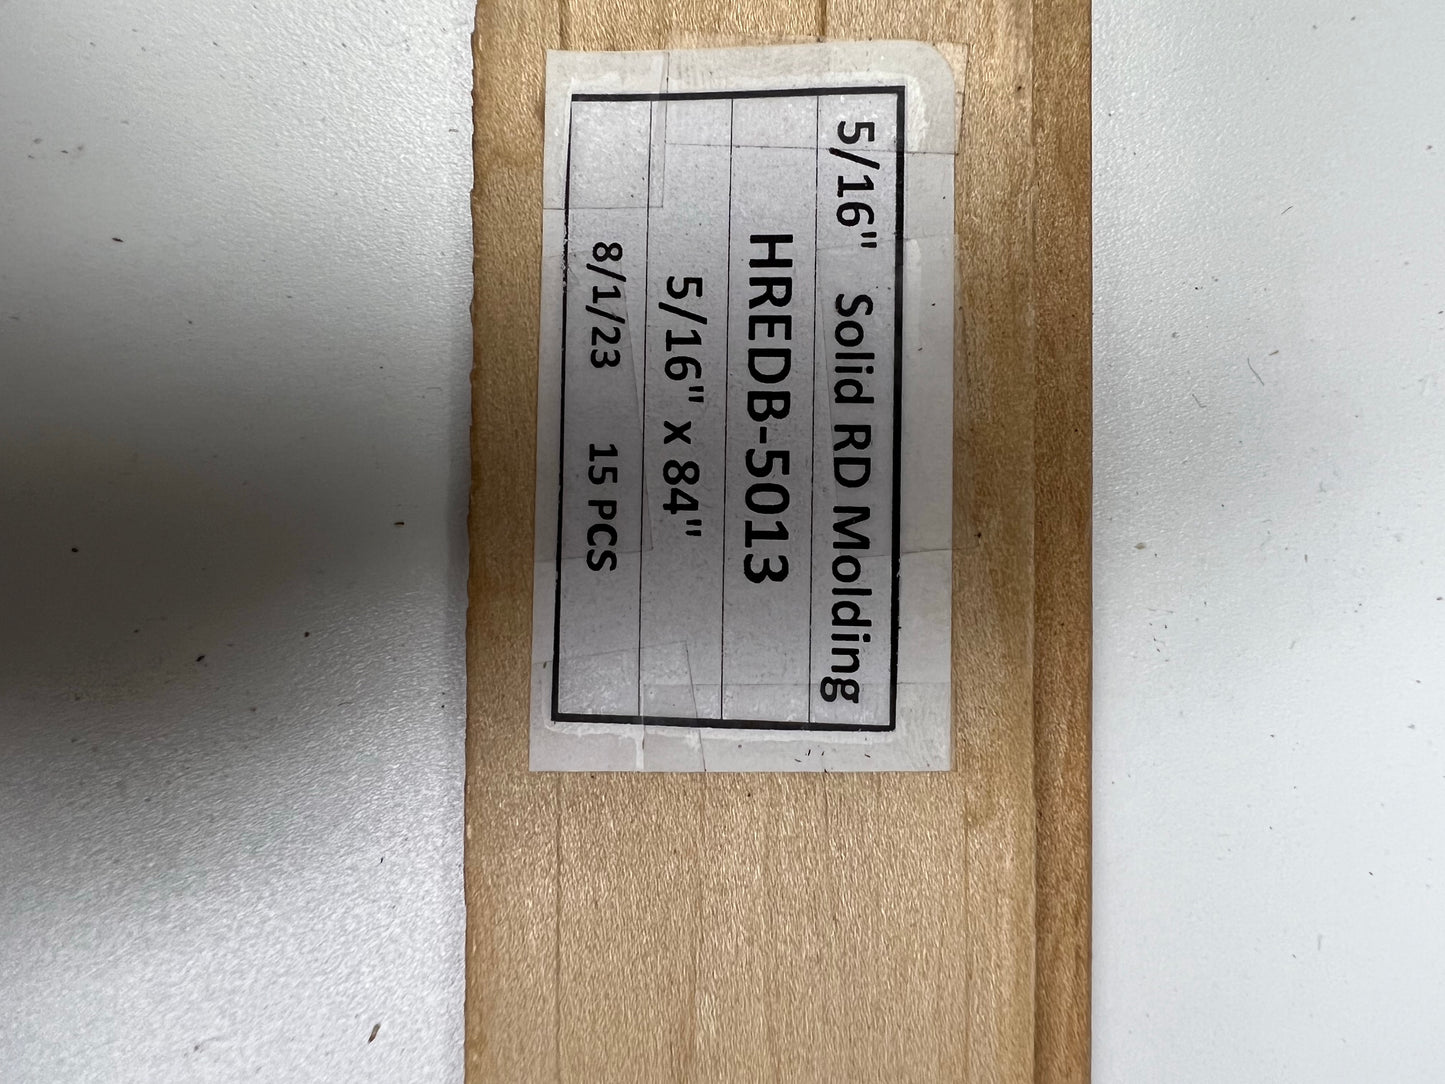 5/16" Solid RD Molding
HREDB-5013
5/16" x 84"
8/1/23 15 PCS